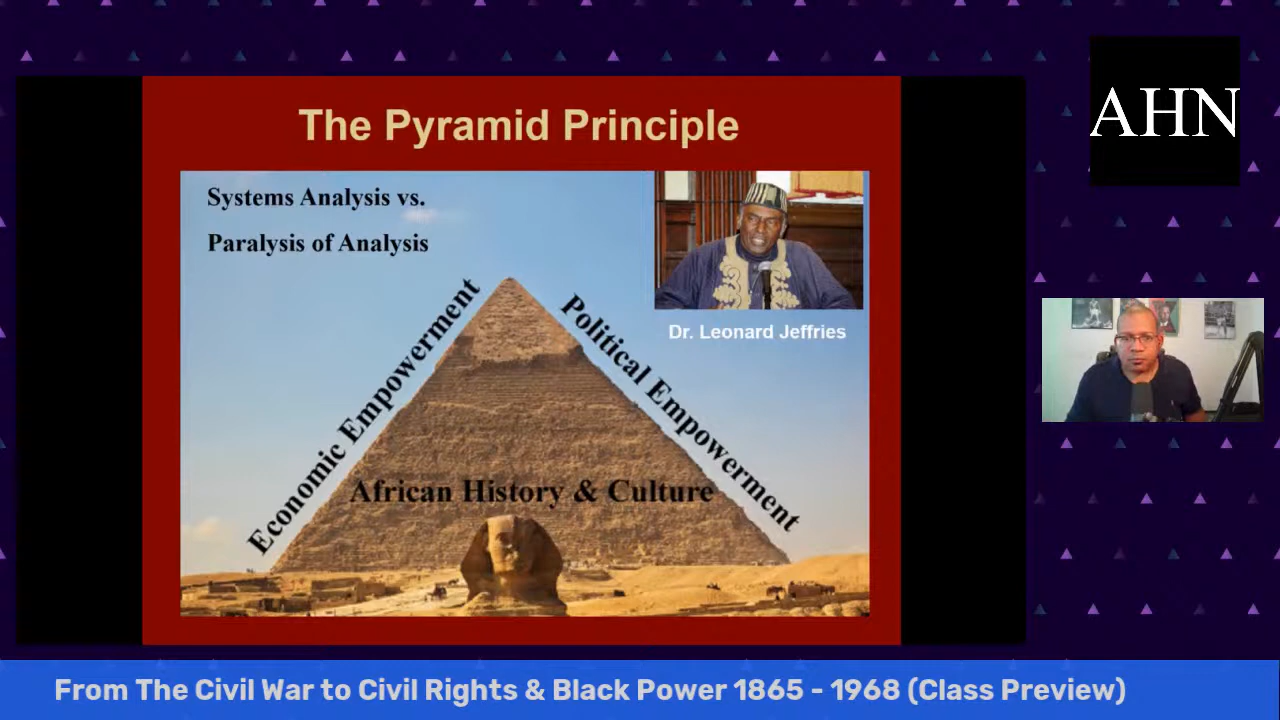 The Pyramid Principle
Systems Analysis vs.
Paralysis of Analysis
Dr. Leonard Jeffries
Economic Empowerment
Political Empowerment
African History & Culture
AHN
From The Civil War to Civil Rights & Black Power 1865 - 1968 (Class Preview)